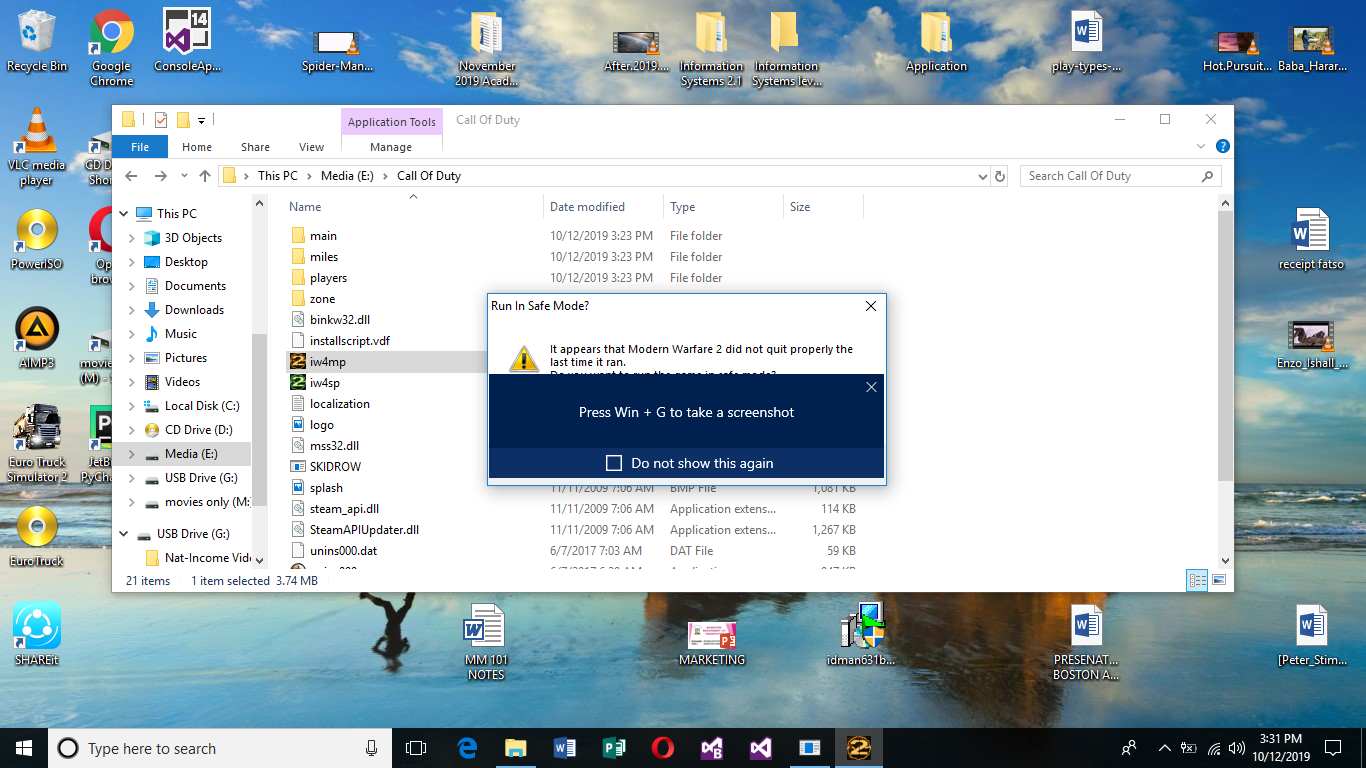 Recycle Bin
Google
Chrome
14
ConsoleAp...
Spider-Man...
November
2019 Acad...
After.2019....
Information
Systems 2.1
Information
Systems lev...
Application
play-types-...
Hot.Pursuit...
Baba_Harar...
VLC media
player
CD D
Shor
PowerISO
Op
brow
AIMP3
movie
(M) - S
Euro Truck
Simulator 2
JetB
PyCha
EuroTruck
SHAREit
receipt fatso
Enzo_Ishall_...
Application Tools
Call Of Duty
File
Home
Share
View
Manage
This PC
Media (E:)
Call Of Duty
Search Call Of Duty
This PC
3D Objects
Desktop
Documents
Downloads
Music
Pictures
Videos
Local Disk (C:)
CD Drive (D:)
Media (E:)
USB Drive (G:)
movies only (M:
USB Drive (G:)
Nat-Income Vide
Name
Date modified
Type
Size
main 10/12/2019 3:23 PM File folder
miles 10/12/2019 3:23 PM File folder
players 10/12/2019 3:23 PM File folder
zone
binkw32.dll
installscript.vdf
iw4mp
iw4sp
localization
logo
mss32.dll
SKIDROW
splash 11/11/2009 7:06 AM BMP File 1,081 KB
steam_api.dll 11/11/2009 7:06 AM Application extens... 114 KB
SteamAPIUpdater.dll 11/11/2009 7:06 AM Application extens... 1,267 KB
unins000.dat 6/7/2017 7:03 AM DAT File 59 KB
Run In Safe Mode?
It appears that Modern Warfare 2 did not quit properly the
last time it ran.
Do you want to run the game in safe mode?
Press Win + G to take a screenshot
Do not show this again
21 items 1 item selected 3.74 MB
MM 101
NOTES
MARKETING
idman631b...
PRESENAT...
BOSTON A...
[Peter_Stim...
Type here to search
3:31 PM
10/12/2019